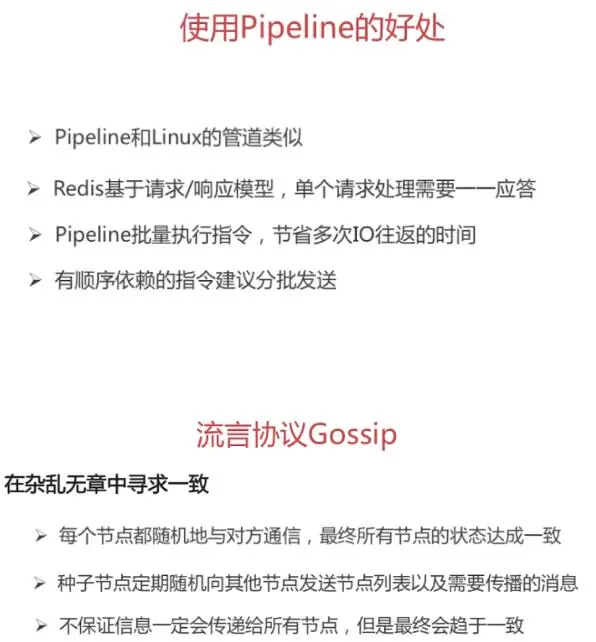 使用Pipeline的好处
➤ Pipeline和Linux的管道类似
➤ Redis基于请求/响应模型，单个请求处理需要一一应答
➤ Pipeline批量执行指令，节省多次IO往返的时间
➤ 有顺序依赖的指令建议分批发送
流言协议Gossip
在杂乱无章中寻求一致
➤ 每个节点都随机地与对方通信，最终所有节点的状态达成一致
➤ 种子节点定期随机向其他节点发送节点列表以及需要传播的消息
➤ 不保证信息一定会传递给所有节点，但是最终会趋于一致